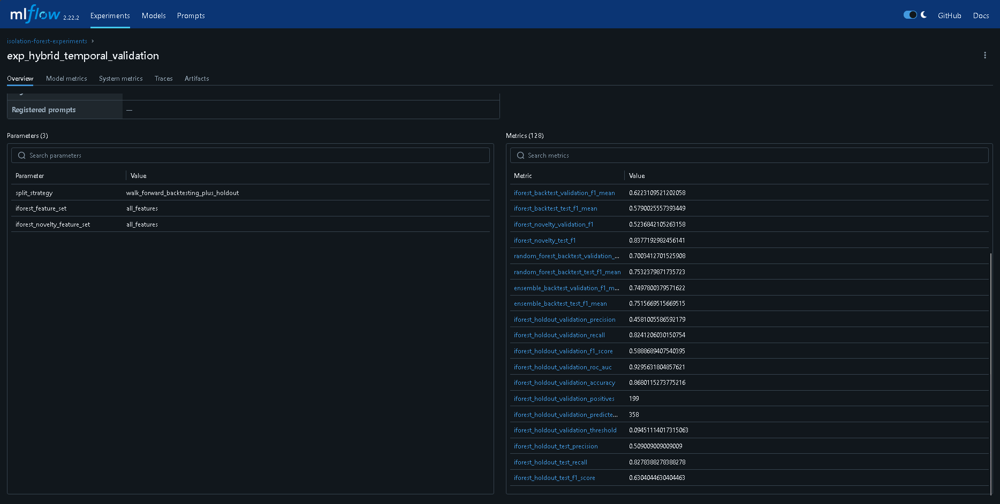 mlflow 2.22.2 Experiments Models Prompts GitHub Docs
isolation-forest-experiments ›
exp_hybrid_temporal_validation
Overview Model metrics System metrics Traces Artifacts
Registered prompts —
Parameters (3)
Search parameters
Parameter Value
split_strategy walk_forward_backtesting_plus_holdout
iforest_feature_set all_features
iforest_novelty_feature_set all_features
Metrics (128)
Search metrics
Metric Value
iforest_backtest_validation_f1_mean 0.6223109521202058
iforest_backtest_test_f1_mean 0.5790025557393449
iforest_novelty_validation_f1 0.5236842105263158
iforest_novelty_test_f1 0.8377192982456141
random_forest_backtest_validation_... 0.7003412701525908
random_forest_backtest_test_f1_mean 0.7532379871735723
ensemble_backtest_validation_f1_m... 0.7497800379571622
ensemble_backtest_test_f1_mean 0.7515669515669515
iforest_holdout_validation_precision 0.4581005586592179
iforest_holdout_validation_recall 0.8241206030150754
iforest_holdout_validation_f1_score 0.5888689407540395
iforest_holdout_validation_roc_auc 0.9295631804857621
iforest_holdout_validation_accuracy 0.8680115273775216
iforest_holdout_validation_positives 199
iforest_holdout_validation_predicte... 358
iforest_holdout_validation_threshold 0.09451114017315063
iforest_holdout_test_precision 0.509009009009009
iforest_holdout_test_recall 0.8278388278388278
iforest_holdout_test_f1_score 0.6304044630404463